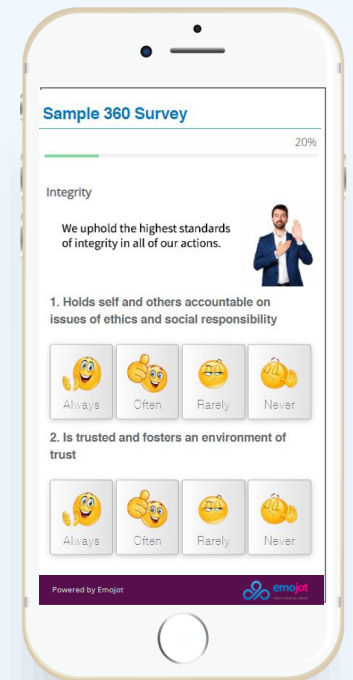 Sample 360 Survey
20%
Integrity
We uphold the highest standards
of integrity in all of our actions.
1. Holds self and others accountable on
issues of ethics and social responsibility
Always Often Rarely Never
2. Is trusted and fosters an environment of
trust
Always Often Rarely Never
Powered by Emojot
emojot